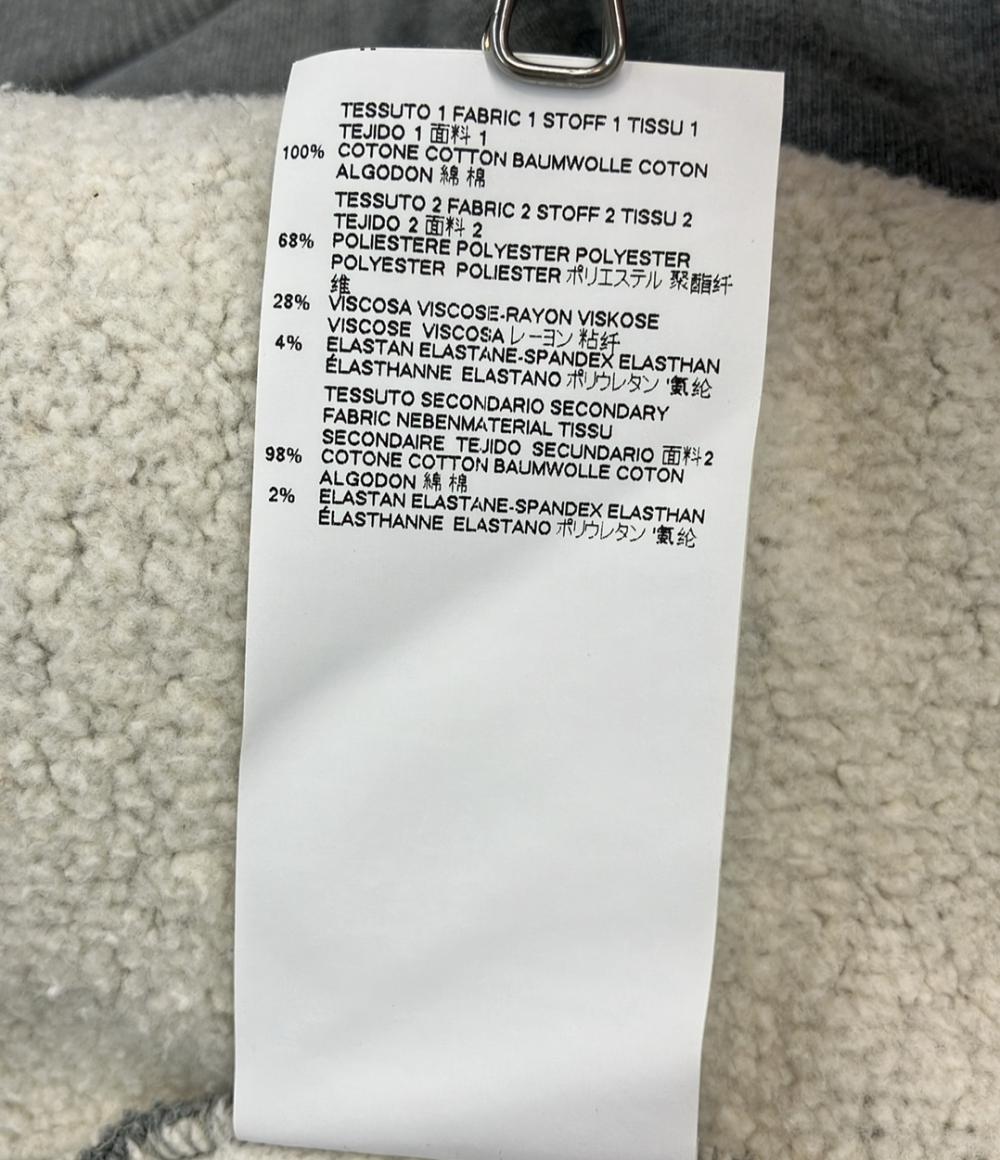 TESSUTO 1 FABRIC 1 STOFF 1 TISSU 1
TEJIDO 1 面料 1
100% COTONE COTTON BAUMWOLLE COTON
ALGODON 綿 棉
TESSUTO 2 FABRIC 2 STOFF 2 TISSU 2
TEJIDO 2 面料 2
68% POLIESTERE POLYESTER POLYESTER
POLYESTER POLIESTER ポリエステル 聚酯纤
维
28% VISCOSA VISCOSE-RAYON VISKOSE
VISCOSE VISCOSA レーヨン 粘纤
4% ELASTAN ELASTANE-SPANDEX ELASTHAN
ÉLASTHANNE ELASTANO ポリウレタン '氨纶
TESSUTO SECONDARIO SECONDARY
FABRIC NEBENMATERIAL TISSU
SECONDAIRE TEJIDO SECUNDARIO 面料2
98% COTONE COTTON BAUMWOLLE COTON
ALGODON 綿 棉
2% ELASTAN ELASTANE-SPANDEX ELASTHAN
ÉLASTHANNE ELASTANO ポリウレタン '氨纶